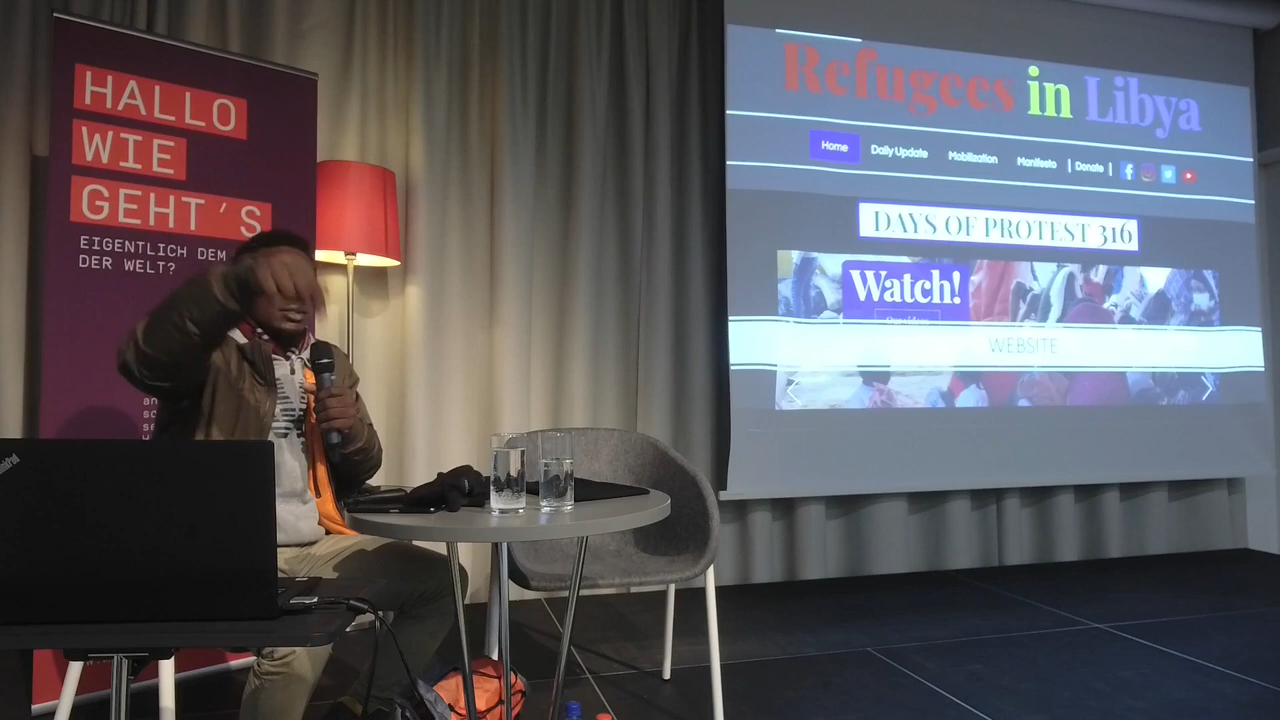 HALLO
WIE
GEHT'S
EIGENTLICH DEM
DER WELT?
ThinkPad
Refugees in Libya
Home Daily Update Mobilization Manifesto | Donate |
DAYS OF PROTEST 316
Watch!
WEBSITE